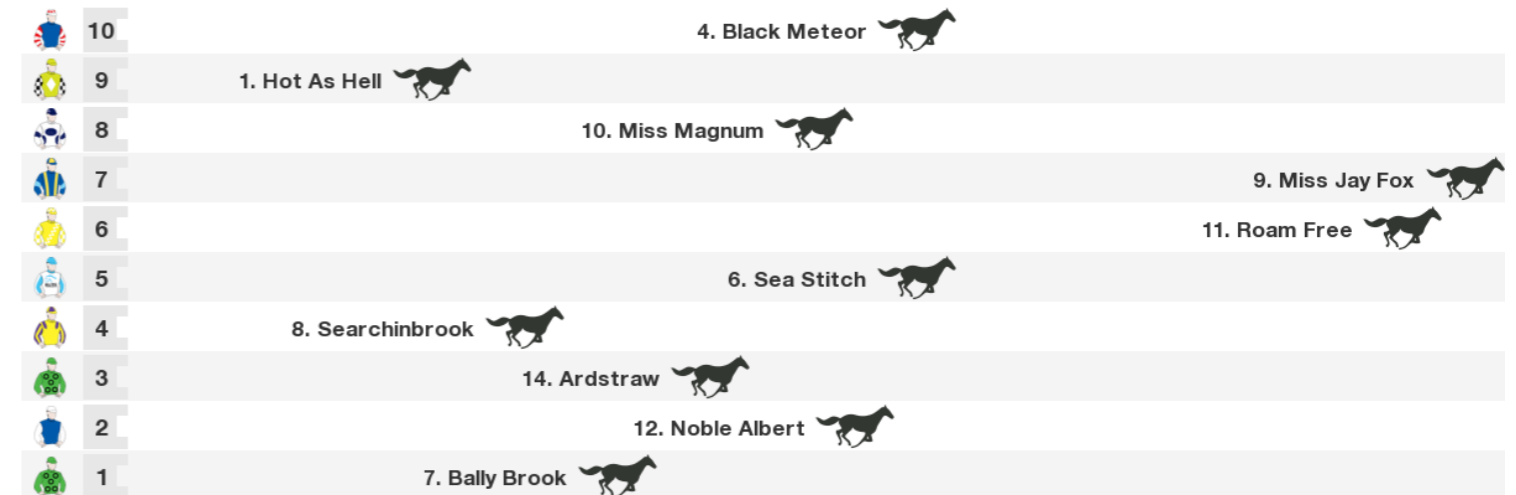 10 4. Black Meteor
9 1. Hot As Hell
8 10. Miss Magnum
7 9. Miss Jay Fox
6 11. Roam Free
5 6. Sea Stitch
4 8. Searchinbrook
3 14. Ardstraw
2 12. Noble Albert
1 7. Bally Brook